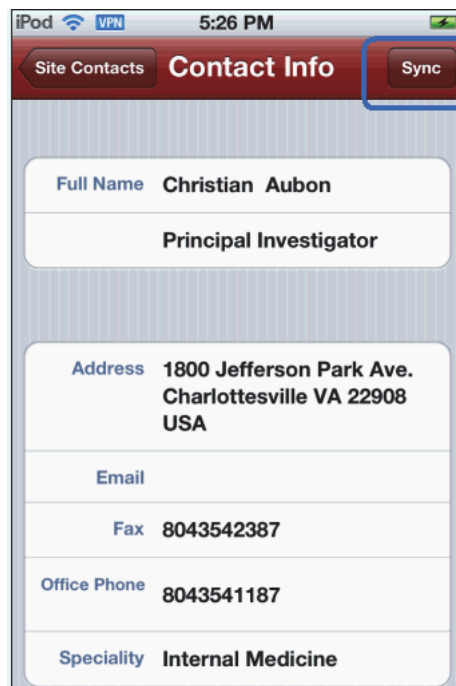 iPod VPN 5:26 PM
Site Contacts Contact Info Sync
Full Name Christian Aubon
Principal Investigator
Address 1800 Jefferson Park Ave.
Charlottesville VA 22908
USA
Email
Fax 8043542387
Office Phone 8043541187
Speciality Internal Medicine